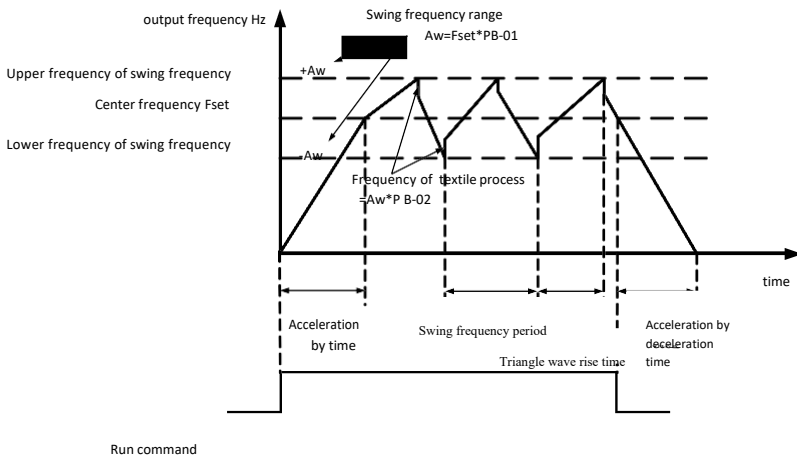 output frequency Hz
Swing frequency range
Aw=Fset*PB-01
Upper frequency of swing frequency
+Aw
Center frequency Fset
Lower frequency of swing frequency
-Aw
Frequency of textile process
=Aw*P B-02
time
Acceleration
by time
Swing frequency period
Acceleration by
deceleration
time
Triangle wave rise time
Run command